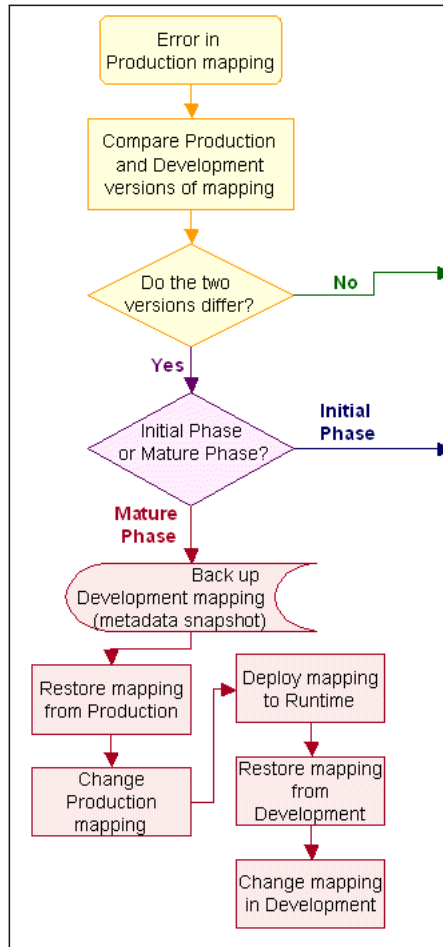 Error in
Production mapping
Compare Production
and Development
versions of mapping
Do the two
versions differ?
No
Yes
Initial Phase
or Mature Phase?
Initial
Phase
Mature
Phase
Back up
Development mapping
(metadata snapshot)
Restore mapping
from Production
Change
Production
mapping
Deploy mapping
to Runtime
Restore mapping
from
Development
Change mapping
in Development